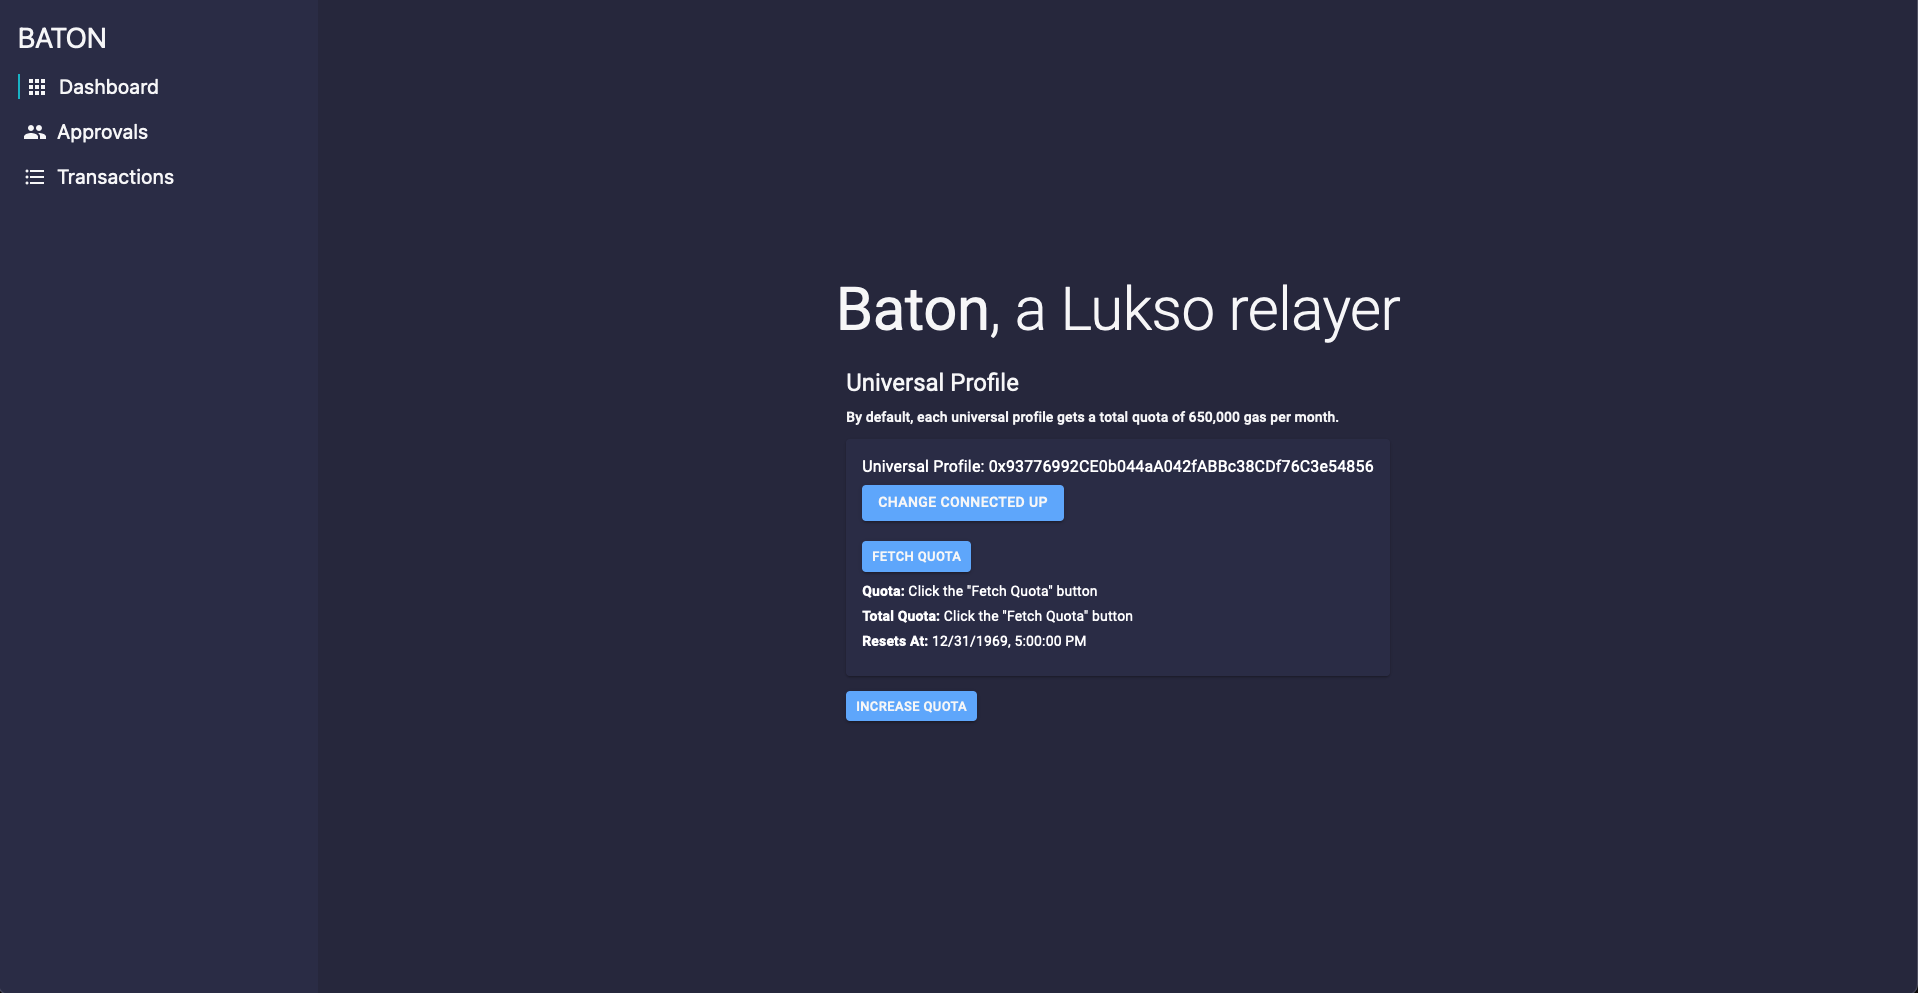 BATON
Dashboard
Approvals
Transactions
Baton, a Lukso relayer
Universal Profile
By default, each universal profile gets a total quota of 650,000 gas per month.
Universal Profile: 0x93776992CE0b044aA042fABBc38CDf76C3e54856
CHANGE CONNECTED UP
FETCH QUOTA
Quota: Click the "Fetch Quota" button
Total Quota: Click the "Fetch Quota" button
Resets At: 12/31/1969, 5:00:00 PM
INCREASE QUOTA